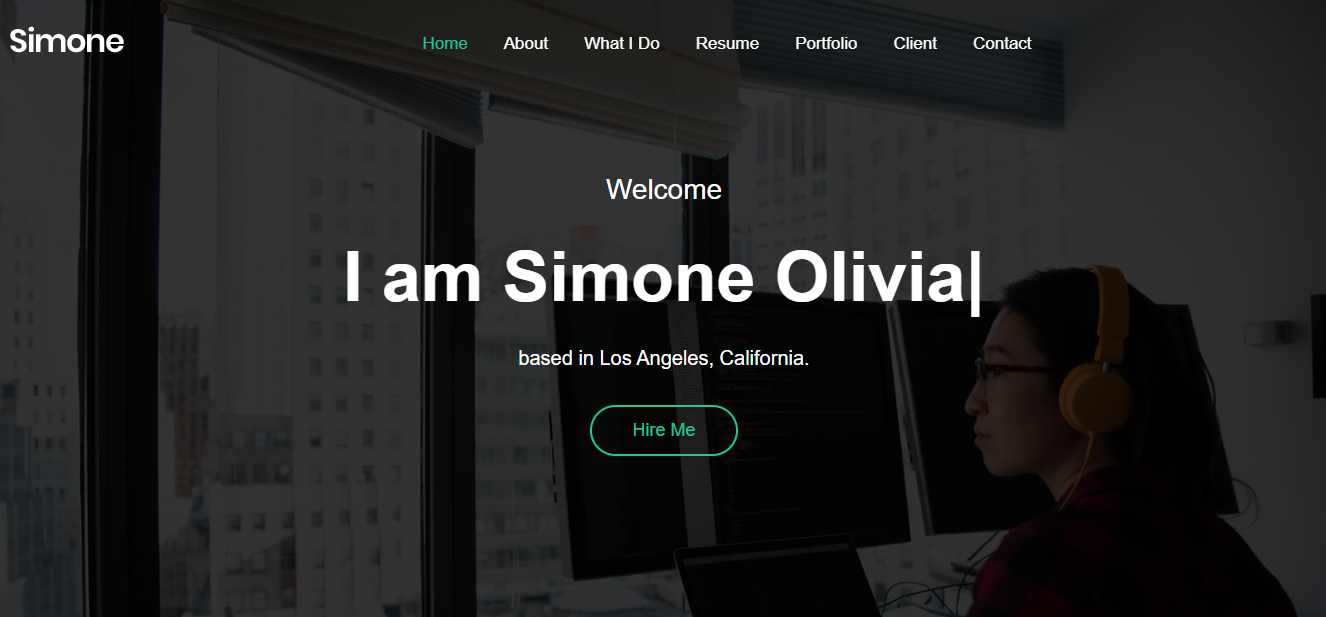 Simone
Home About What I Do Resume Portfolio Client Contact
Welcome
I am Simone Olivia|
based in Los Angeles, California.
Hire Me